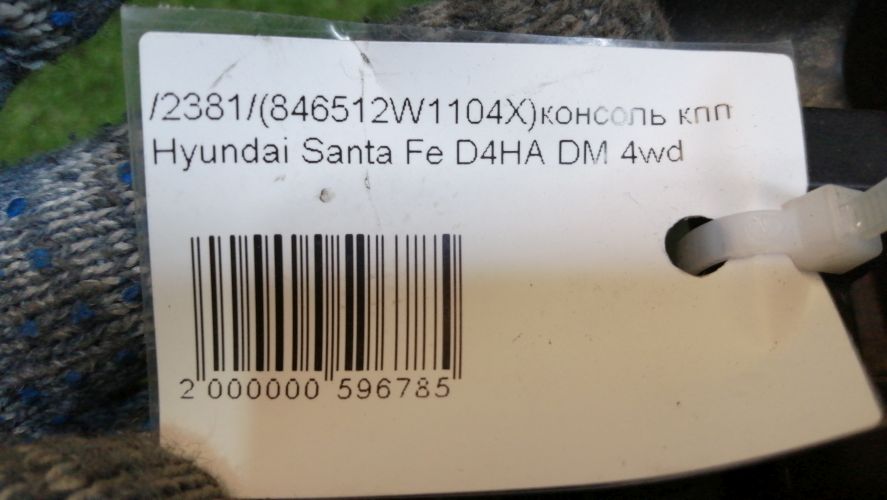 /2381/(846512W1104X)консоль кпп
Hyundai Santa Fe D4HA DM 4wd
2 000000 596785